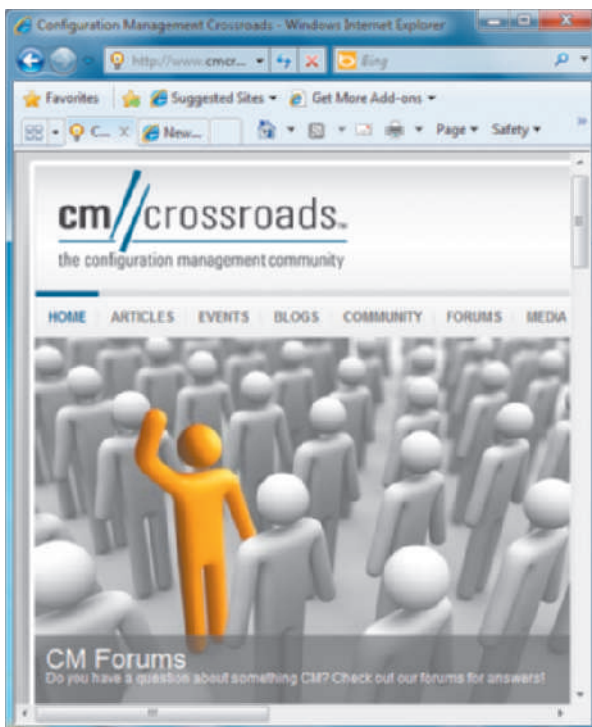 Configuration Management Crossroads - Windows Internet Explorer
http://www.cmcr...
Bing
Favorites Suggested Sites Get More Add-ons
C... New... Page Safety
cm//crossroads™
the configuration management community
HOME ARTICLES EVENTS BLOGS COMMUNITY FORUMS MEDIA
CM Forums
Do you have a question about something CM? Check out our forums for answers!